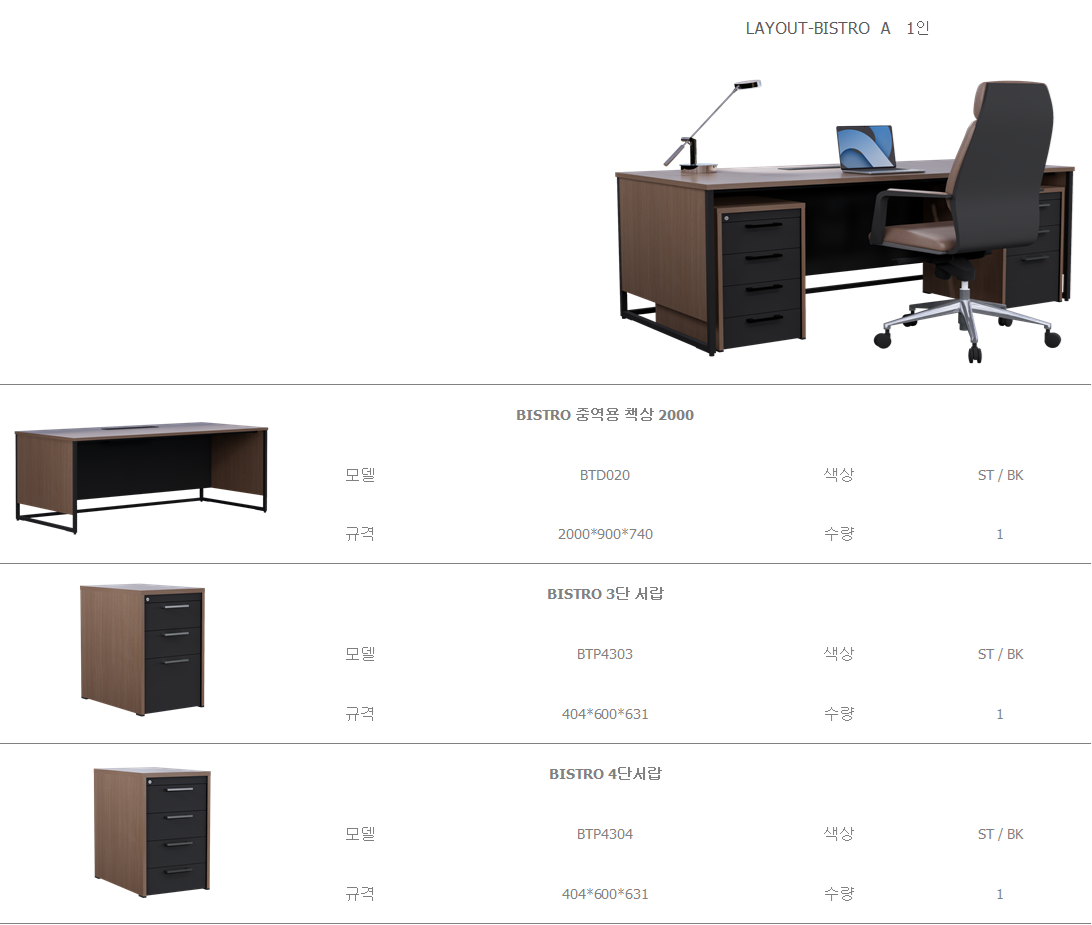 LAYOUT-BISTRO A 1인
BISTRO 중역용 책상 2000
모델 BTD020 색상 ST / BK
규격 2000*900*740 수량 1
BISTRO 3단 서랍
모델 BTP4303 색상 ST / BK
규격 404*600*631 수량 1
BISTRO 4단서랍
모델 BTP4304 색상 ST / BK
규격 404*600*631 수량 1